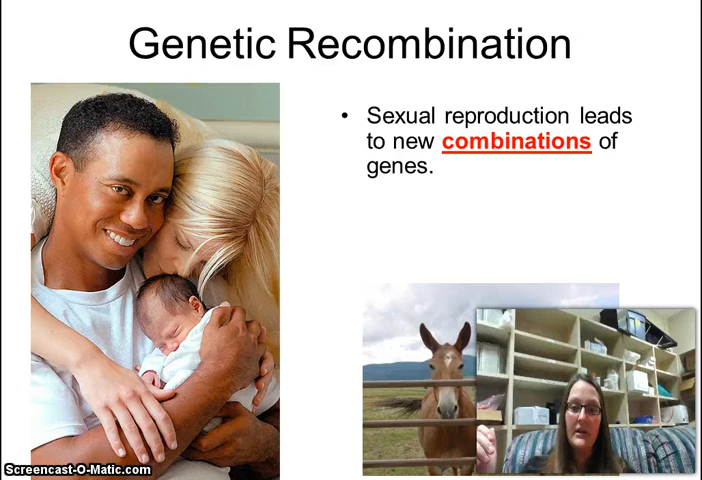 Genetic Recombination
• Sexual reproduction leads
to new combinations of
genes.
Screencast-O-Matic.com